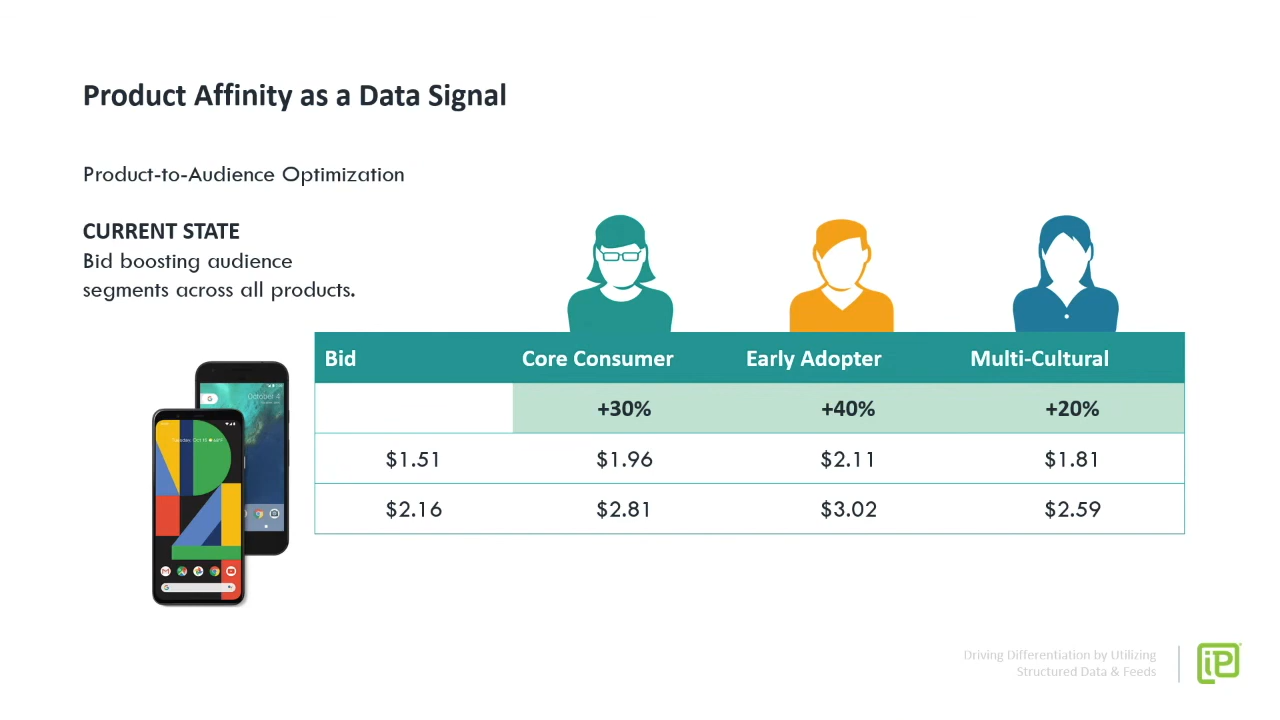 Product Affinity as a Data Signal
Product-to-Audience Optimization
CURRENT STATE
Bid boosting audience
segments across all products.
Bid Core Consumer Early Adopter Multi-Cultural
+30% +40% +20%
$1.51 $1.96 $2.11 $1.81
$2.16 $2.81 $3.02 $2.59
October 4
Driving Differentiation by Utilizing
Structured Data & Feeds
iP